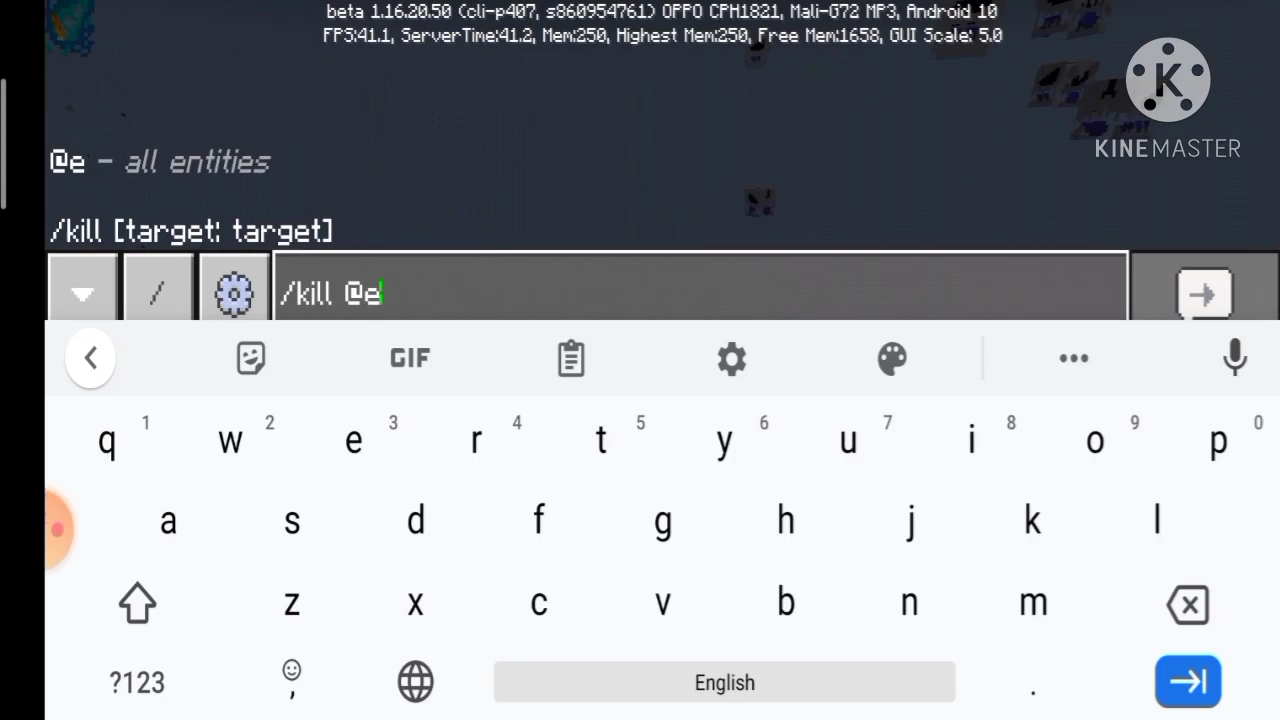 beta 1.16.20.50 (cli-p407, s860954761) OPPO CPH1821, Mali-G72 MP3, Android 10
FPS:41.1, ServerTime:41.2, Mem:250, Highest Mem:250, Free Mem:1658, GUI Scale: 5.0
K
KINEMASTER
@e - all entities
/kill [target: target]
/
/kill @e
GIF
q 1 w 2 e 3 r 4 t 5 y 6 u 7 i 8 o 9 p 0
a s d f g h j k l
z x c v b n m
?123 , English .